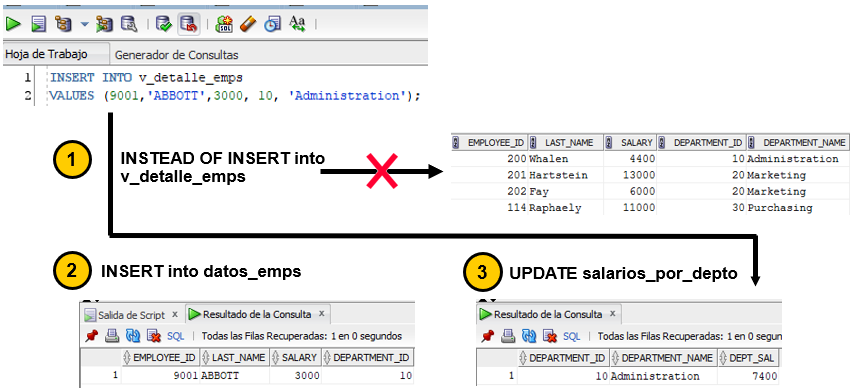 SQL
Aa
Hoja de Trabajo Generador de Consultas
1 INSERT INTO v_detalle_emps
2 VALUES (9001,'ABBOTT',3000, 10, 'Administration');
1 INSTEAD OF INSERT into
v_detalle_emps
EMPLOYEE_ID LAST_NAME SALARY DEPARTMENT_ID DEPARTMENT_NAME
200 Whalen 4400 10 Administration
201 Hartstein 13000 20 Marketing
202 Fay 6000 20 Marketing
114 Raphaely 11000 30 Purchasing
2 INSERT into datos_emps
Salida de Script x Resultado de la Consulta x
SQL | Todas las Filas Recuperadas: 1 en 0 segundos
EMPLOYEE_ID LAST_NAME SALARY DEPARTMENT_ID
1 9001 ABBOTT 3000 10
3 UPDATE salarios_por_depto
Resultado de la Consulta x
SQL | Todas las Filas Recuperadas: 1 en 0 segun
DEPARTMENT_ID DEPARTMENT_NAME DEPT_SAL
1 10 Administration 7400